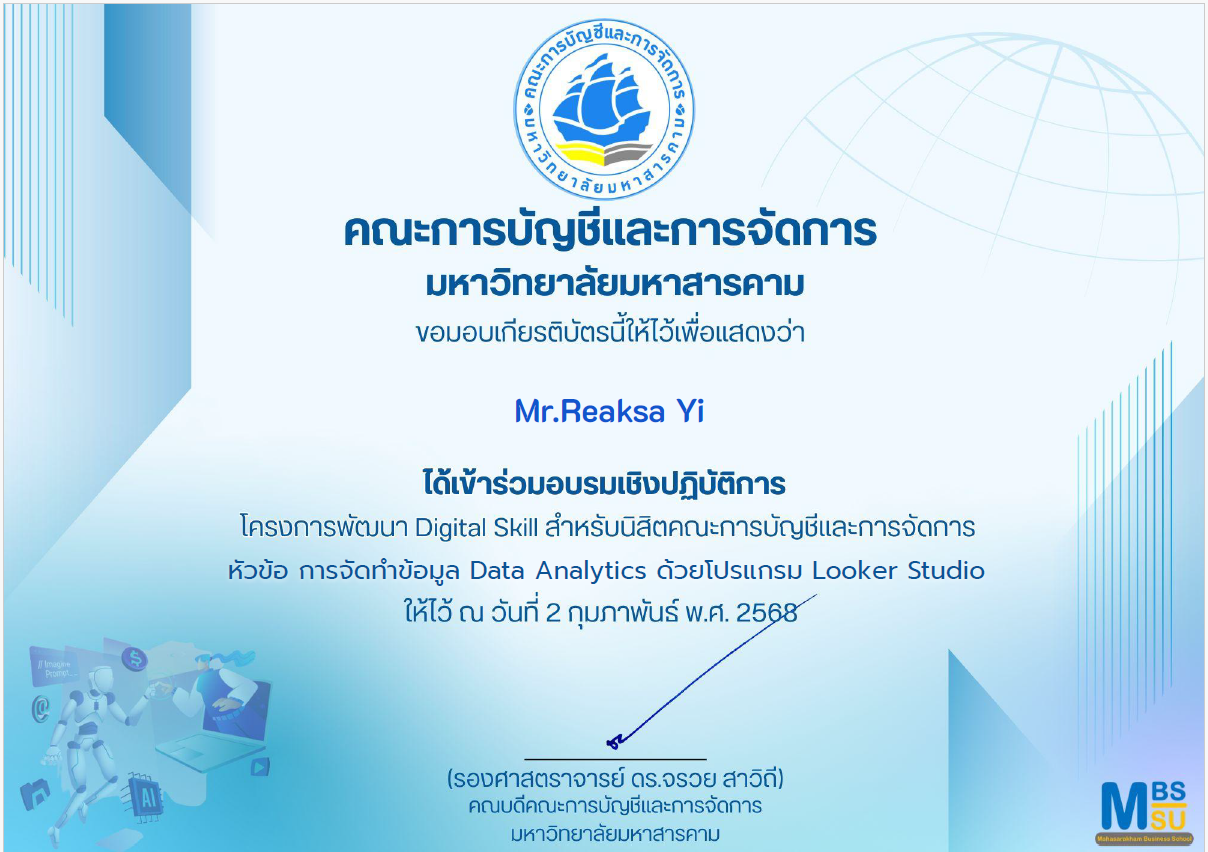 คณะการบัญชีและการจัดการ
มหาวิทยาลัยมหาสารคาม
คณะการบัญชีและการจัดการ
มหาวิทยาลัยมหาสารคาม
ขอมอบเกียรติบัตรนี้ให้ไว้เพื่อแสดงว่า
Mr.Reaksa Yi
ได้เข้าร่วมอบรมเชิงปฏิบัติการ
โครงการพัฒนา Digital Skill สำหรับนิสิตคณะการบัญชีและการจัดการ
หัวข้อ การจัดทำข้อมูล Data Analytics ด้วยโปรแกรม Looker Studio
ให้ไว้ ณ วันที่ 2 กุมภาพันธ์ พ.ศ. 2568
// Imagine
Prompt...
$
@
AI
(รองศาสตราจารย์ ดร.จรวย สาวิถี)
คณบดีคณะการบัญชีและการจัดการ
มหาวิทยาลัยมหาสารคาม
MBS
MSU
Mahasarakham Business School